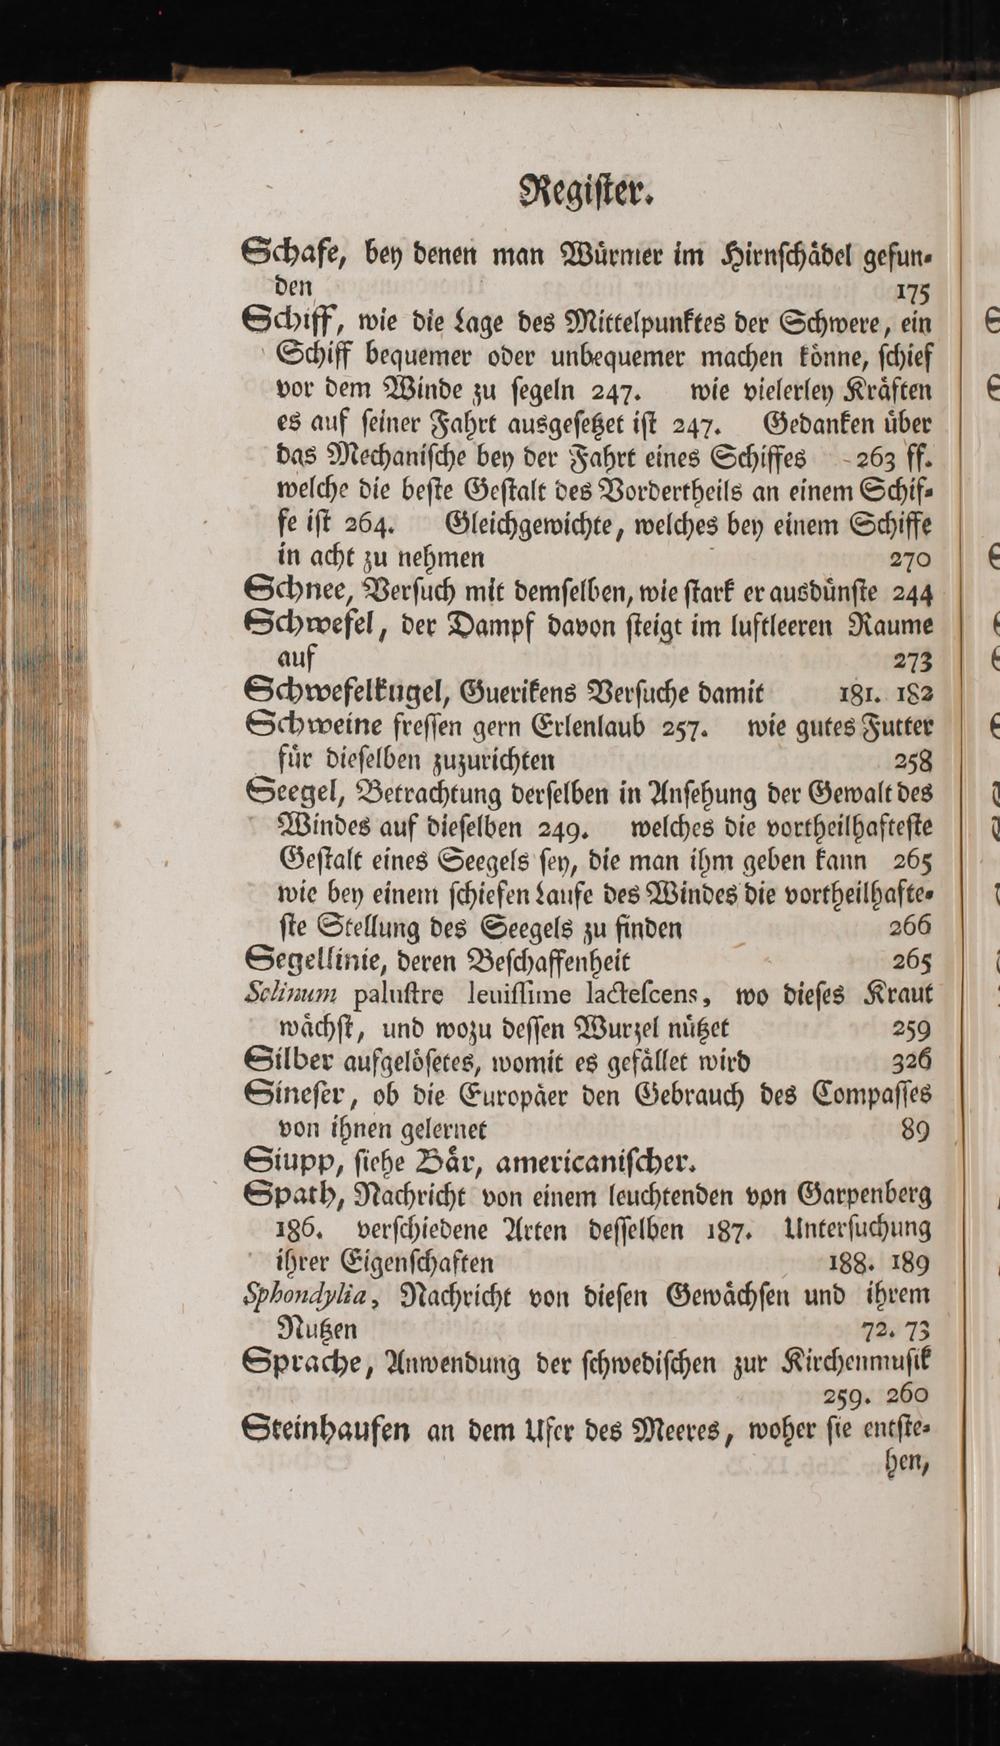 Regiſter.
Schafe, bey denen man Würmer im Hirnſchädel gefun-
den 175
Schiff, wie die Lage des Mittelpunktes der Schwere, ein
Schiff bequemer oder unbequemer machen könne, ſchief
vor dem Winde zu ſegeln 247. wie vielerley Kräften
es auf ſeiner Fahrt ausgeſetzet iſt 247. Gedanken über
das Mechaniſche bey der Fahrt eines Schiffes 263 ff.
welche die beſte Geſtalt des Vordertheils an einem Schif-
fe iſt 264. Gleichgewichte, welches bey einem Schiffe
in acht zu nehmen 270
Schnee, Verſuch mit demſelben, wie ſtark er ausdünſte 244
Schwefel, der Dampf davon ſteigt im luftleeren Raume
auf 273
Schwefelkugel, Guerikens Verſuche damit 181. 182
Schweine freſſen gern Erlenlaub 257. wie gutes Futter
für dieſelben zuzurichten 258
Seegel, Betrachtung derſelben in Anſehung der Gewalt des
Windes auf dieſelben 249. welches die vortheilhafteſte
Geſtalt eines Seegels ſey, die man ihm geben kann 265
wie bey einem ſchiefen Laufe des Windes die vortheilhafte-
ſte Stellung des Seegels zu finden 266
Segellinie, deren Beſchaffenheit 265
Selinum paluſtre leuiſſime lacteſcens, wo dieſes Kraut
wächſt, und wozu deſſen Wurzel nützet 259
Silber aufgelöſetes, womit es gefället wird 326
Sineſer, ob die Europäer den Gebrauch des Compaſſes
von ihnen gelernet 89
Siupp, ſiehe Bär, americaniſcher.
Spath, Nachricht von einem leuchtenden von Garpenberg
186. verſchiedene Arten deſſelben 187. Unterſuchung
ihrer Eigenſchaften 188. 189
Sphondylia, Nachricht von dieſen Gewächſen und ihrem
Nutzen 72. 73
Sprache, Anwendung der ſchwediſchen zur Kirchenmuſik
259. 260
Steinhaufen an dem Ufer des Meeres, woher ſie entſte-
hen,